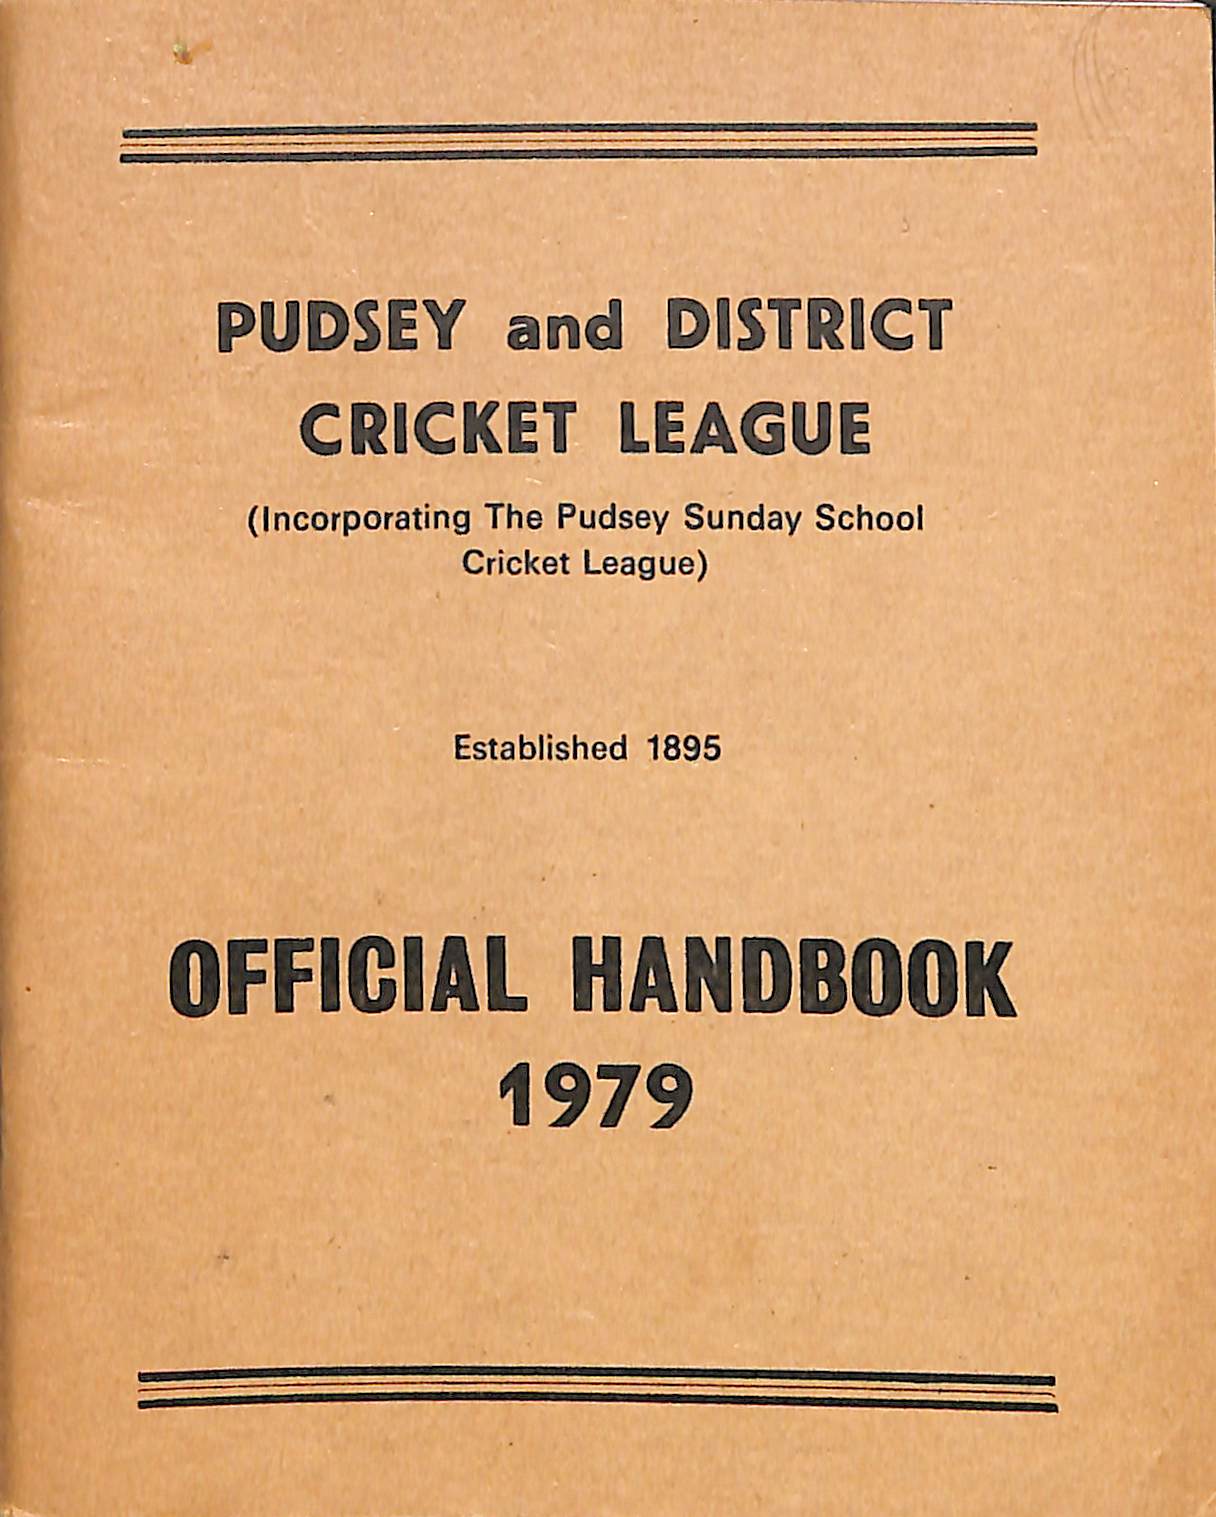 PUDSEY and DISTRICT
CRICKET LEAGUE
(Incorporating The Pudsey Sunday School
Cricket League)
Established 1895
OFFICIAL HANDBOOK
1979